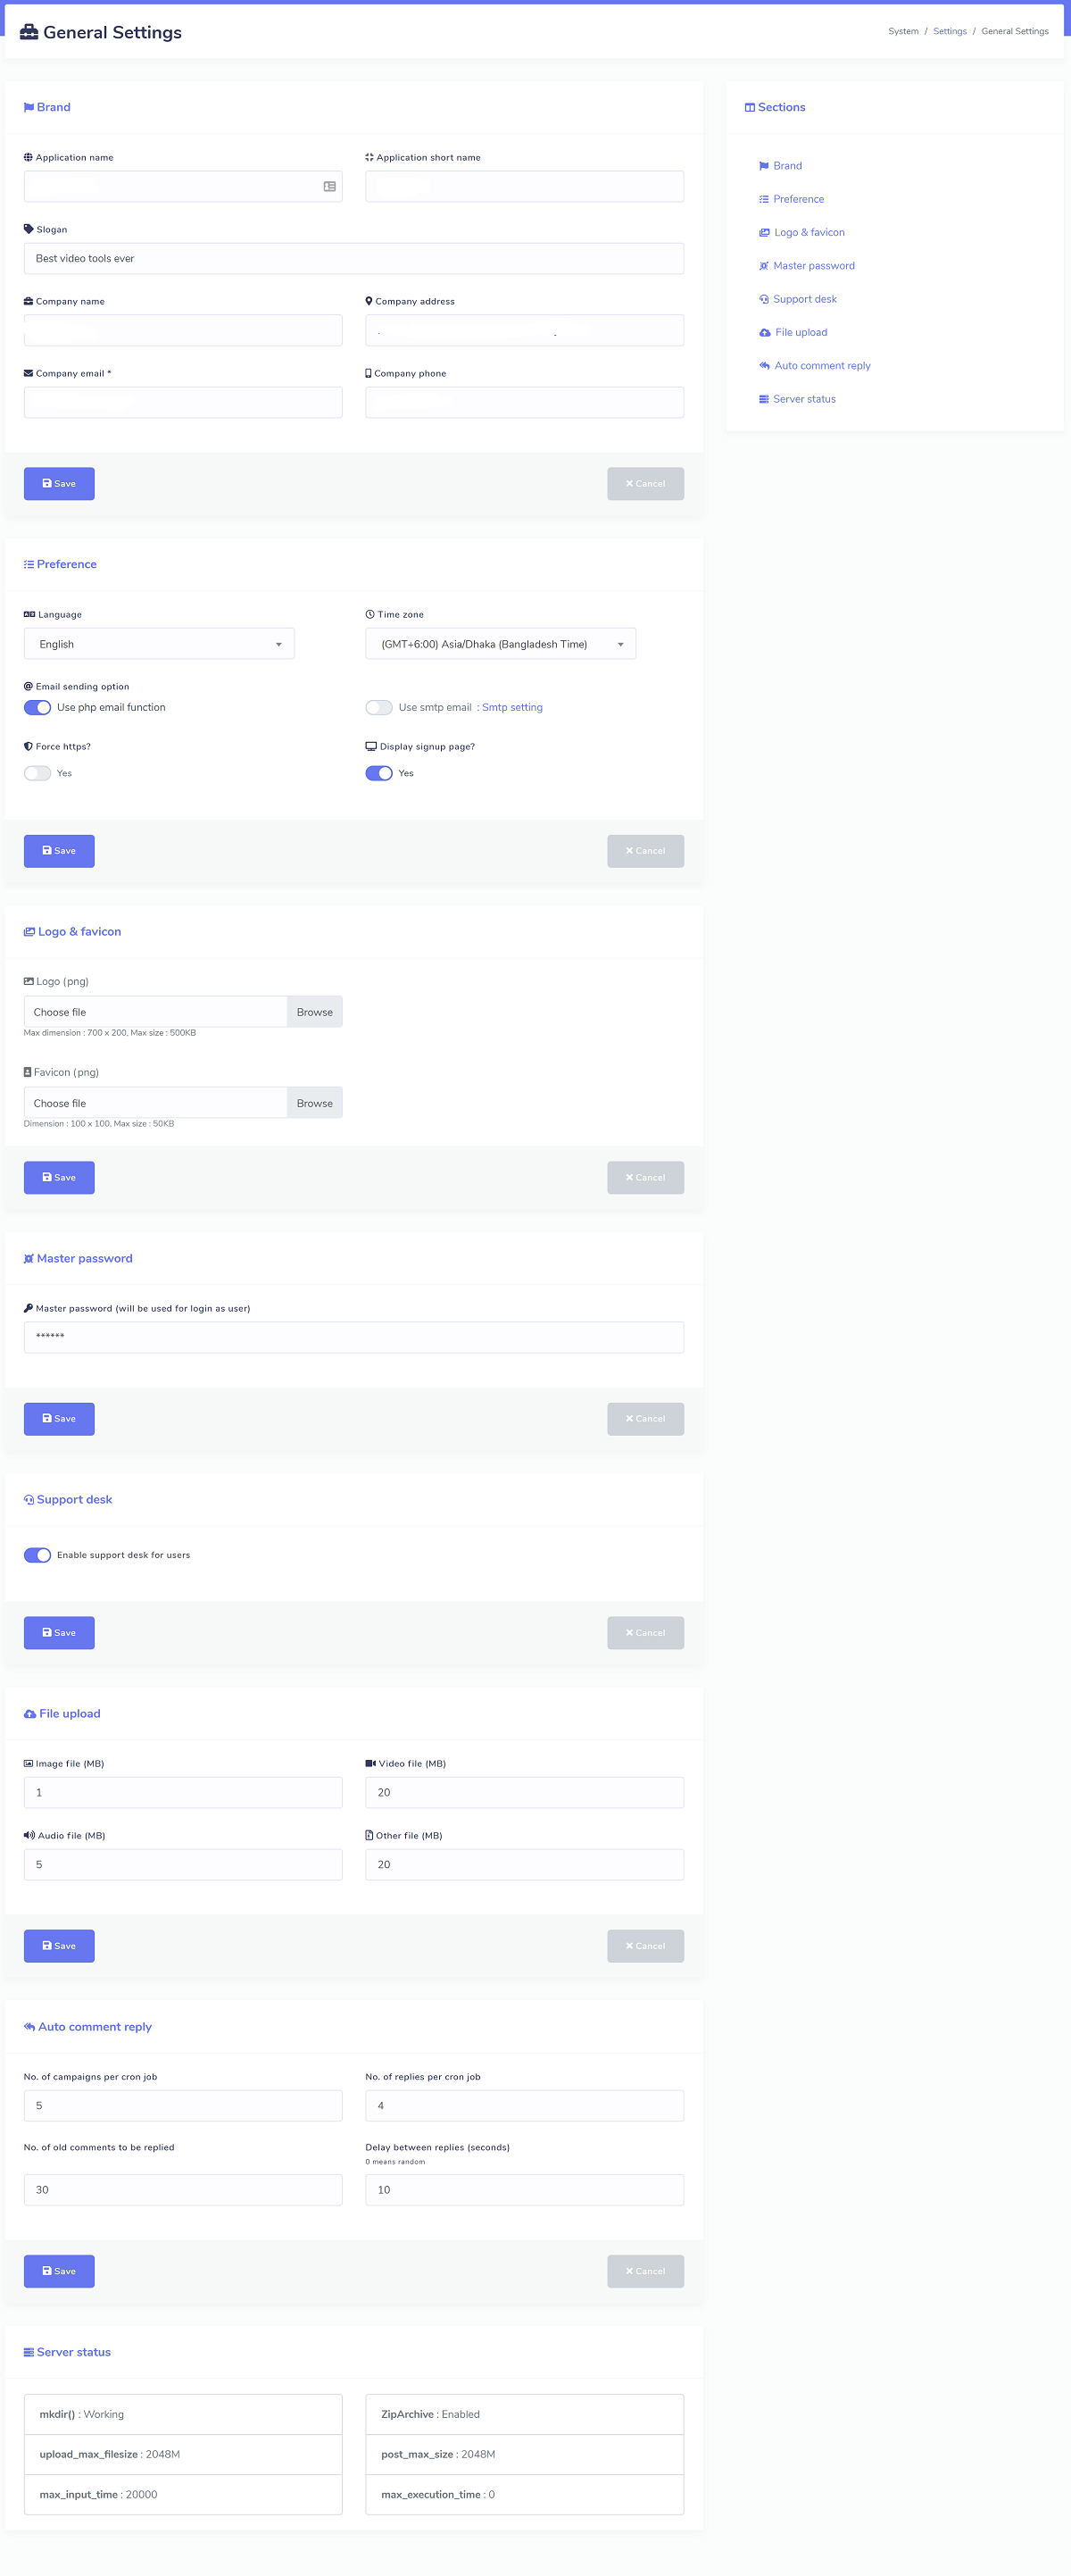 General Settings
System / Settings / General Settings
Brand
Application name
Application short name
Slogan
Best video tools ever
Company name
Company address
Company email *
Company phone
Save
Cancel
Sections
Brand
Preference
Logo & favicon
Master password
Support desk
File upload
Auto comment reply
Server status
Preference
Language
Time zone
English
(GMT+6:00) Asia/Dhaka (Bangladesh Time)
Email sending option
Use php email function
Use smtp email : Smtp setting
Force https?
Display signup page?
Yes
Yes
Save
Cancel
Logo & favicon
Logo (png)
Choose file
Browse
Max dimension : 700 x 200, Max size : 500KB
Favicon (png)
Choose file
Browse
Dimension : 100 x 100, Max size : 50KB
Save
Cancel
Master password
Master password (will be used for login as user)
******
Save
Cancel
Support desk
Enable support desk for users
Save
Cancel
File upload
Image file (MB)
Video file (MB)
1
20
Audio file (MB)
Other file (MB)
5
20
Save
Cancel
Auto comment reply
No. of campaigns per cron job
No. of replies per cron job
5
4
No. of old comments to be replied
Delay between replies (seconds)
0 means random
30
10
Save
Cancel
Server status
mkdir() : Working
ZipArchive : Enabled
upload_max_filesize : 2048M
post_max_size : 2048M
max_input_time : 20000
max_execution_time : 0